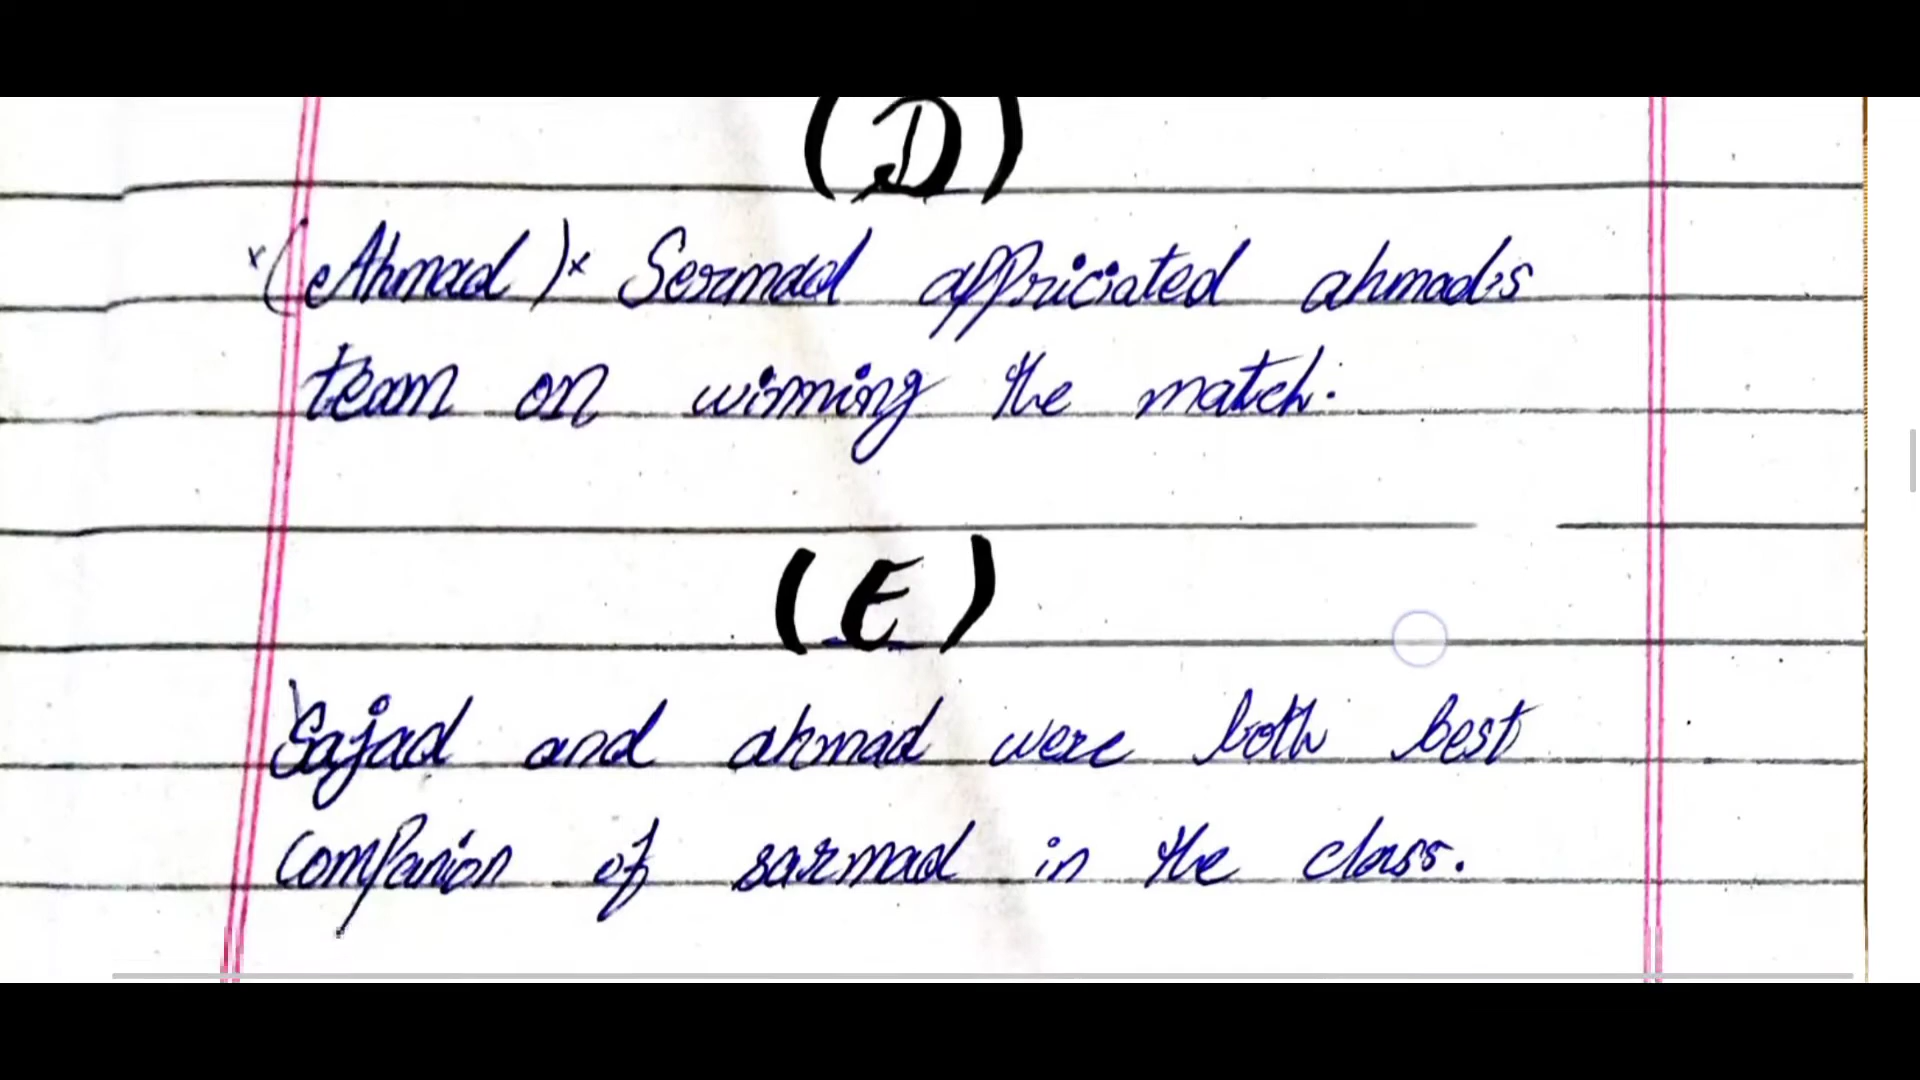 (D)
×(Ahmad)× Sermad appriciated ahmad's
team on winning the match.
(E)
Sajad and ahmad were both best
companion of sarmad in the class.